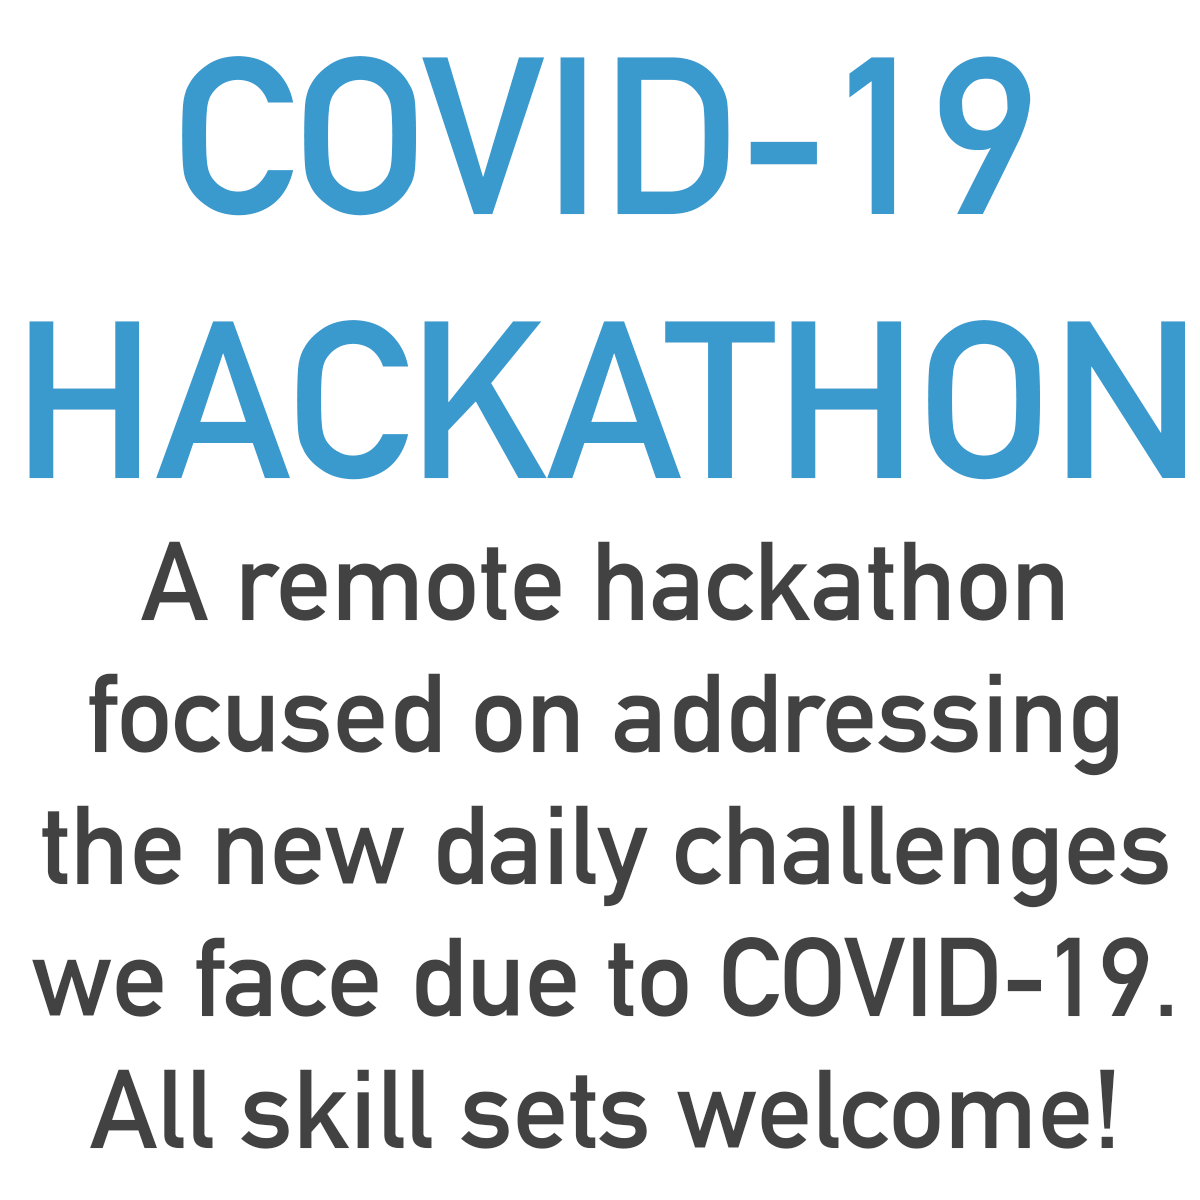 COVID-19
HACKATHON
A remote hackathon
focused on addressing
the new daily challenges
we face due to COVID-19.
All skill sets welcome!